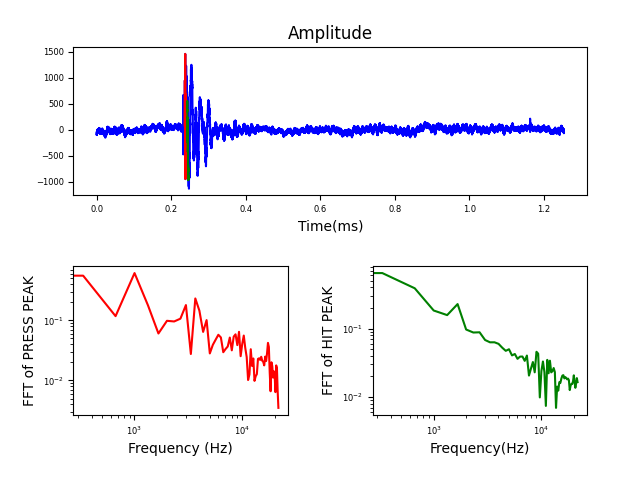 Amplitude
1500
1000
500
0
−500
−1000
0.0 0.2 0.4 0.6 0.8 1.0 1.2
Time(ms)
FFT of PRESS PEAK
10⁻¹
10⁻²
10³ 10⁴
Frequency (Hz)
FFT of HIT PEAK
10⁻¹
10⁻²
10³ 10⁴
Frequency(Hz)